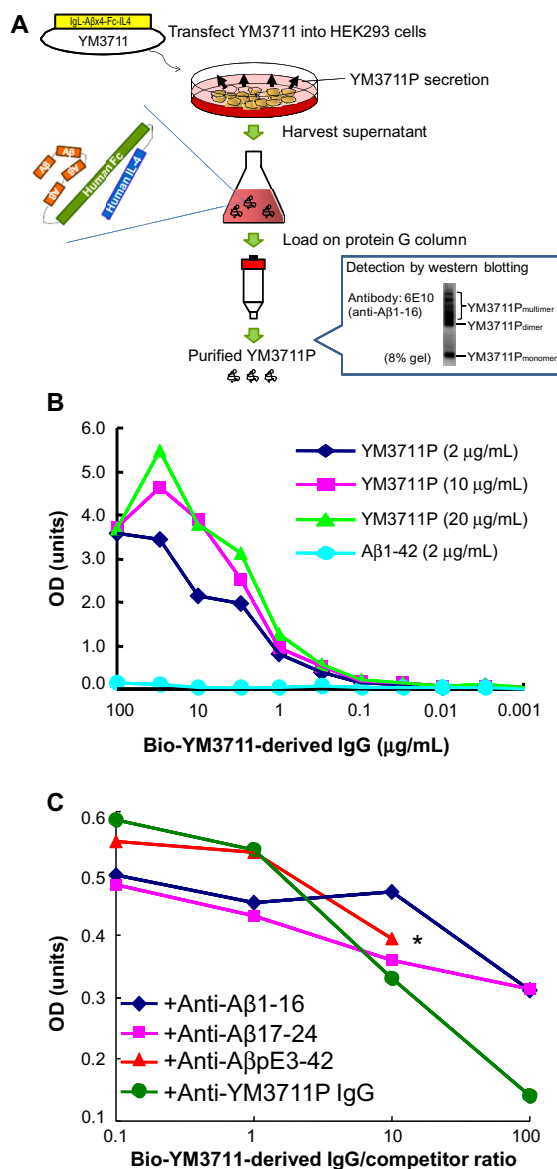 A
IgL-Aβx4-Fc-IL4
YM3711
Transfect YM3711 into HEK293 cells
YM3711P secretion
Harvest supernatant
Aβ
Aβ
Aβ
Aβ
Human Fc
Human IL-4
Load on protein G column
Detection by western blotting
Antibody: 6E10
(anti-Aβ1-16)
YM3711Pmultimer
YM3711Pdimer
(8% gel)
YM3711Pmonomer
Purified YM3711P
B
OD (units)
6.0
5.0
4.0
3.0
2.0
1.0
0.0
YM3711P (2 μg/mL)
YM3711P (10 μg/mL)
YM3711P (20 μg/mL)
Aβ1-42 (2 μg/mL)
100 10 1 0.1 0.01 0.001
Bio-YM3711-derived IgG (μg/mL)
C
OD (units)
0.6
0.5
0.4
0.3
0.2
0.1
*
+Anti-Aβ1-16
+Anti-Aβ17-24
+Anti-AβpE3-42
+Anti-YM3711P IgG
0.1 1 10 100
Bio-YM3711-derived IgG/competitor ratio